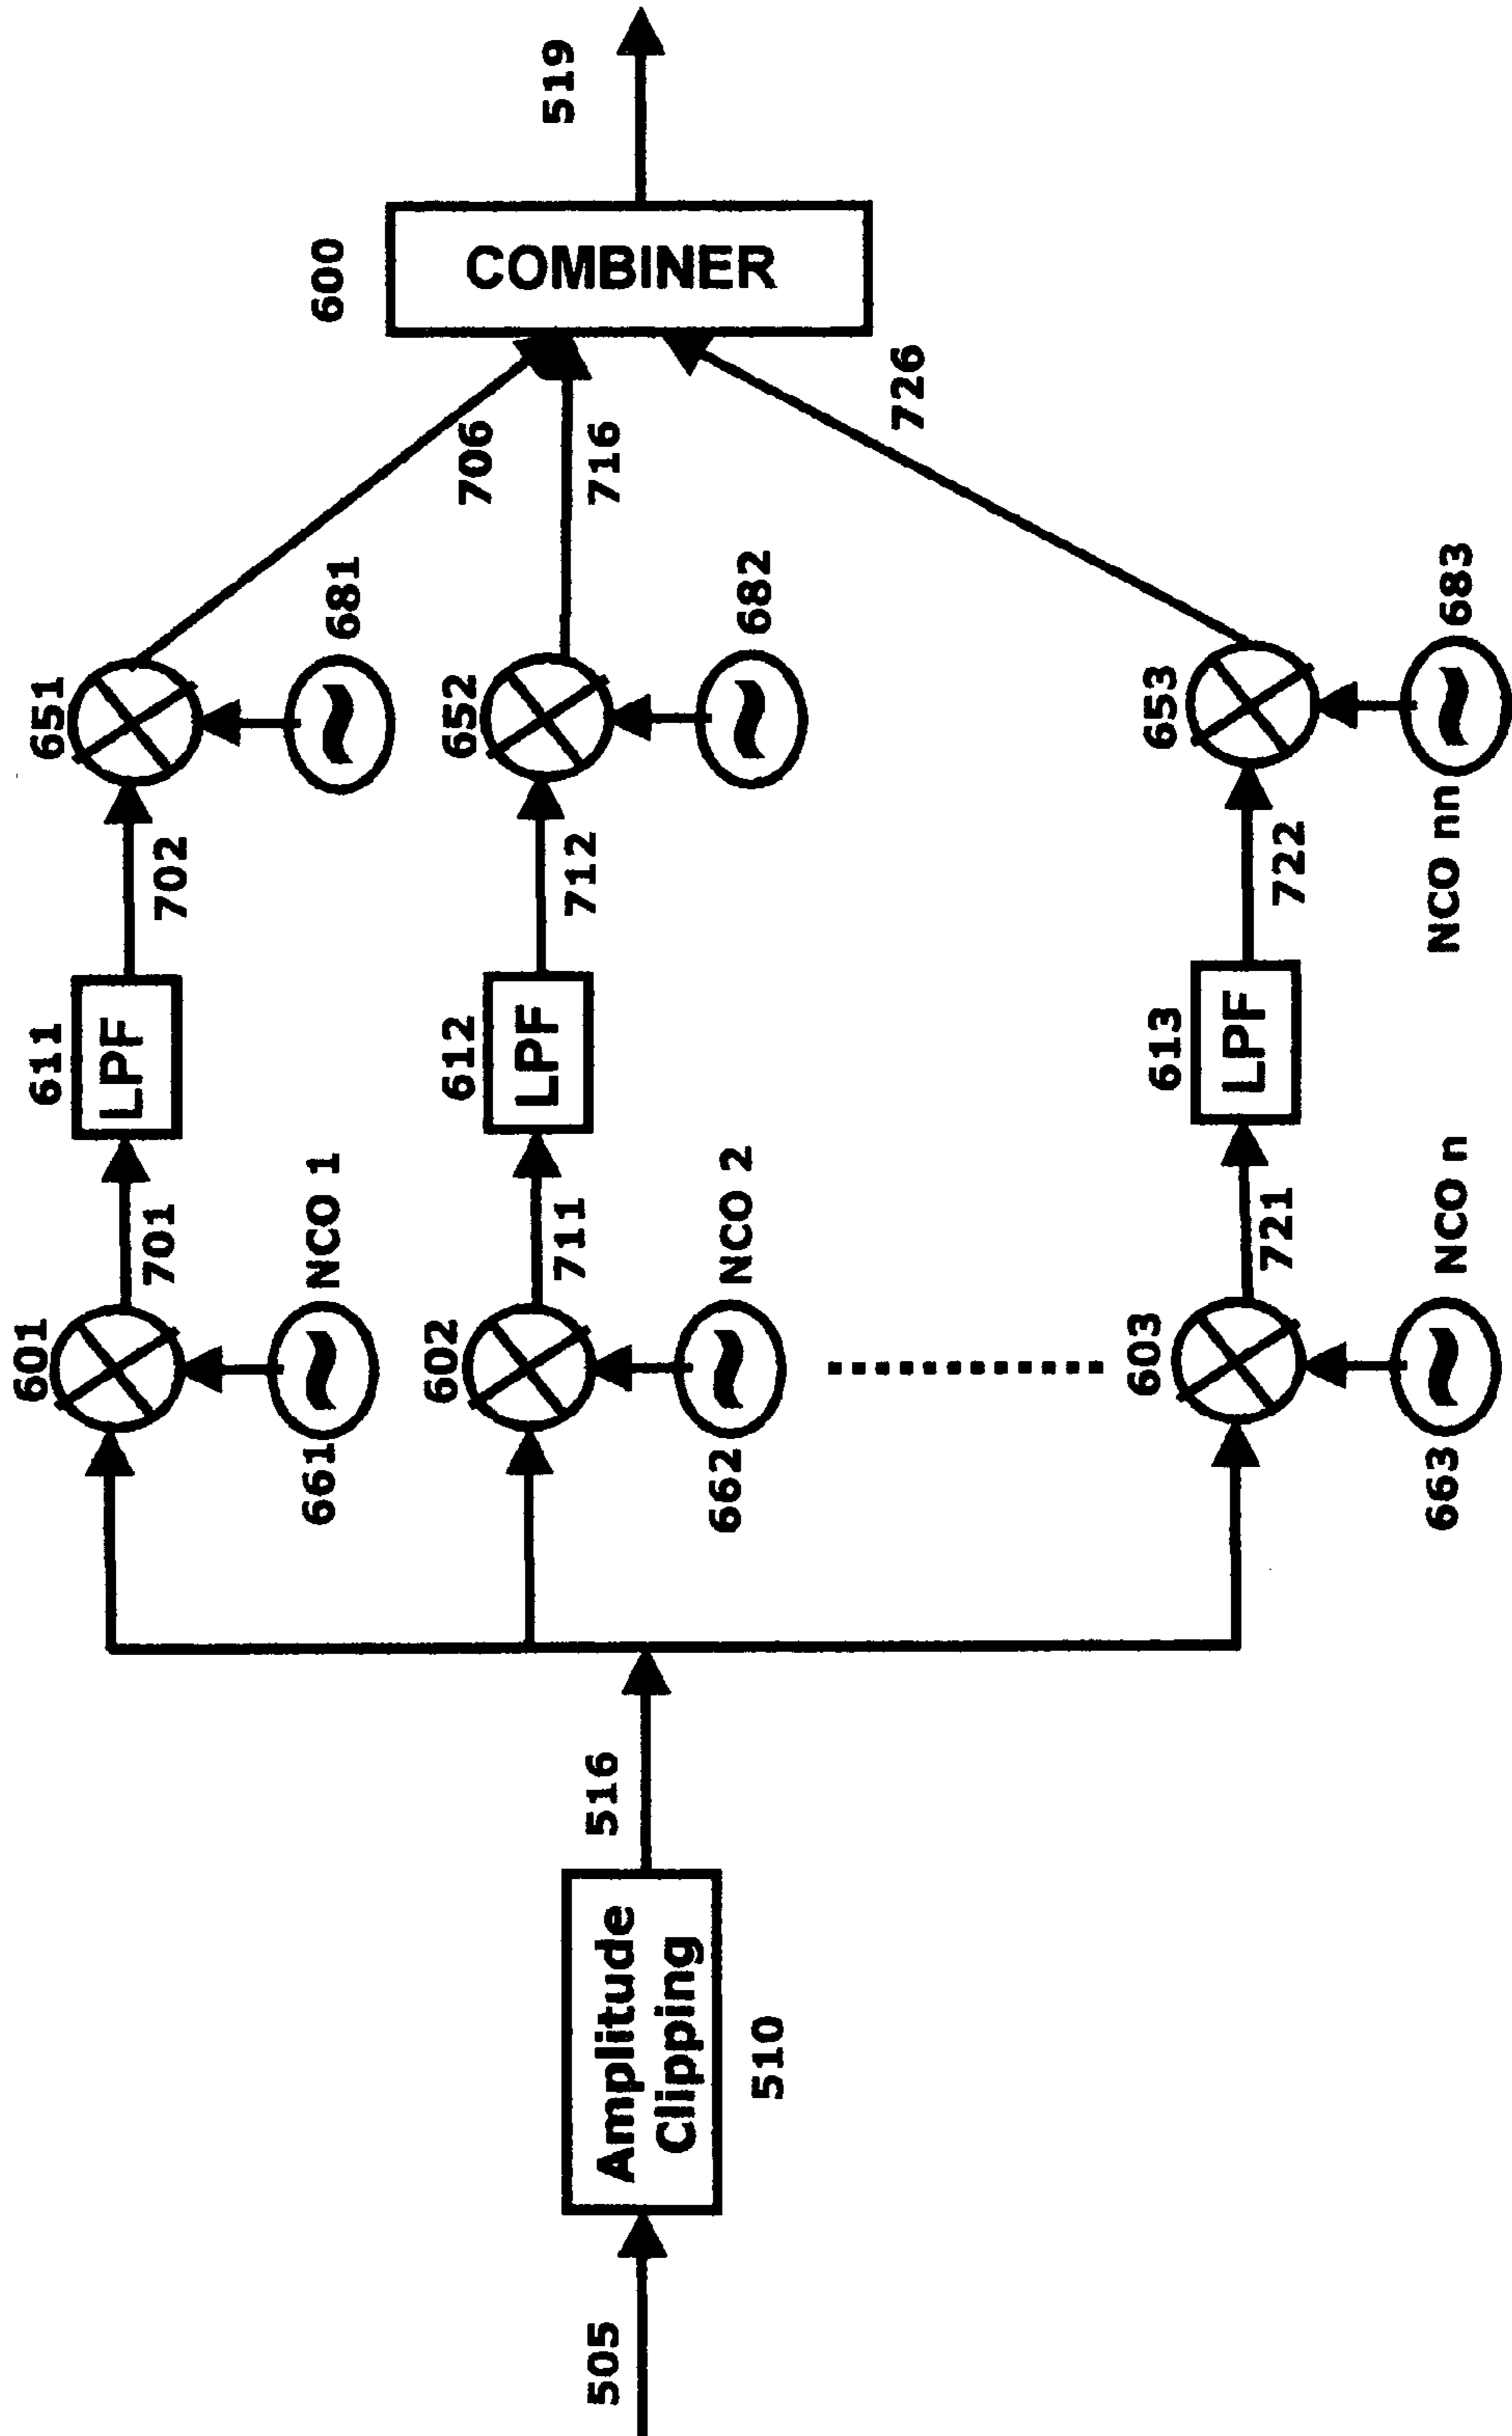 505
Amplitude
Clipping
510
516
601
701
611
LPF
702
651
661
NCO 1
681
706
602
711
612
LPF
712
652
662
NCO 2
682
716
603
721
613
LPF
722
653
663
NCO n
NCO nn
683
726
600
COMBINER
519